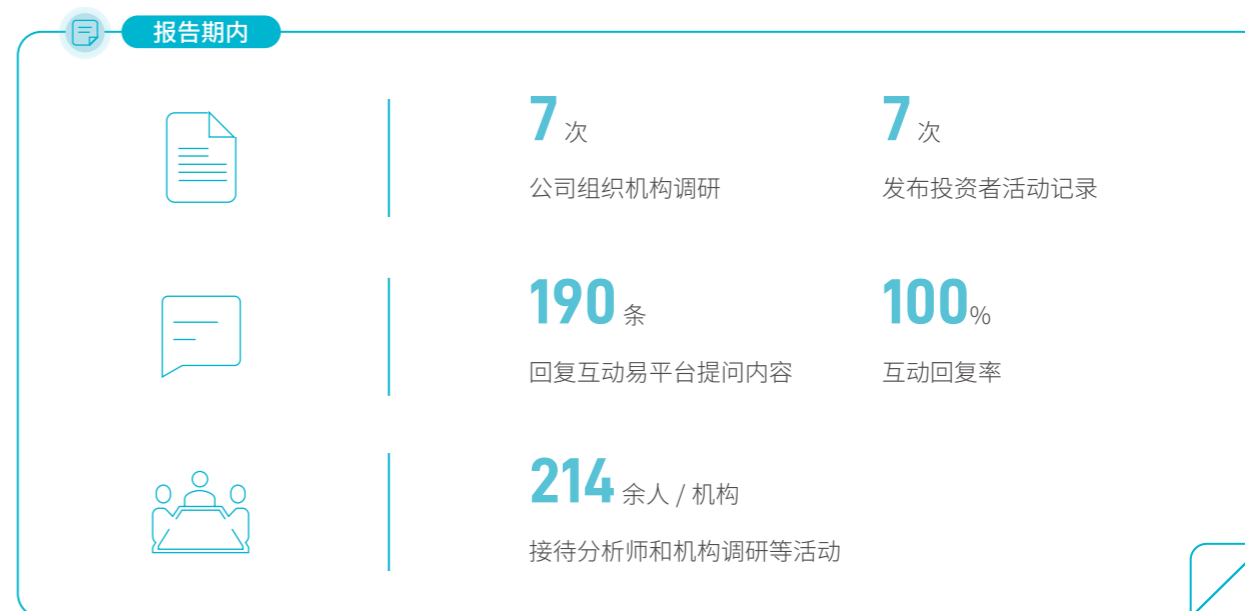 报告期内
7 次
7 次
公司组织机构调研
发布投资者活动记录
190 条
100%
回复互动易平台提问内容
互动回复率
214 余人 / 机构
接待分析师和机构调研等活动